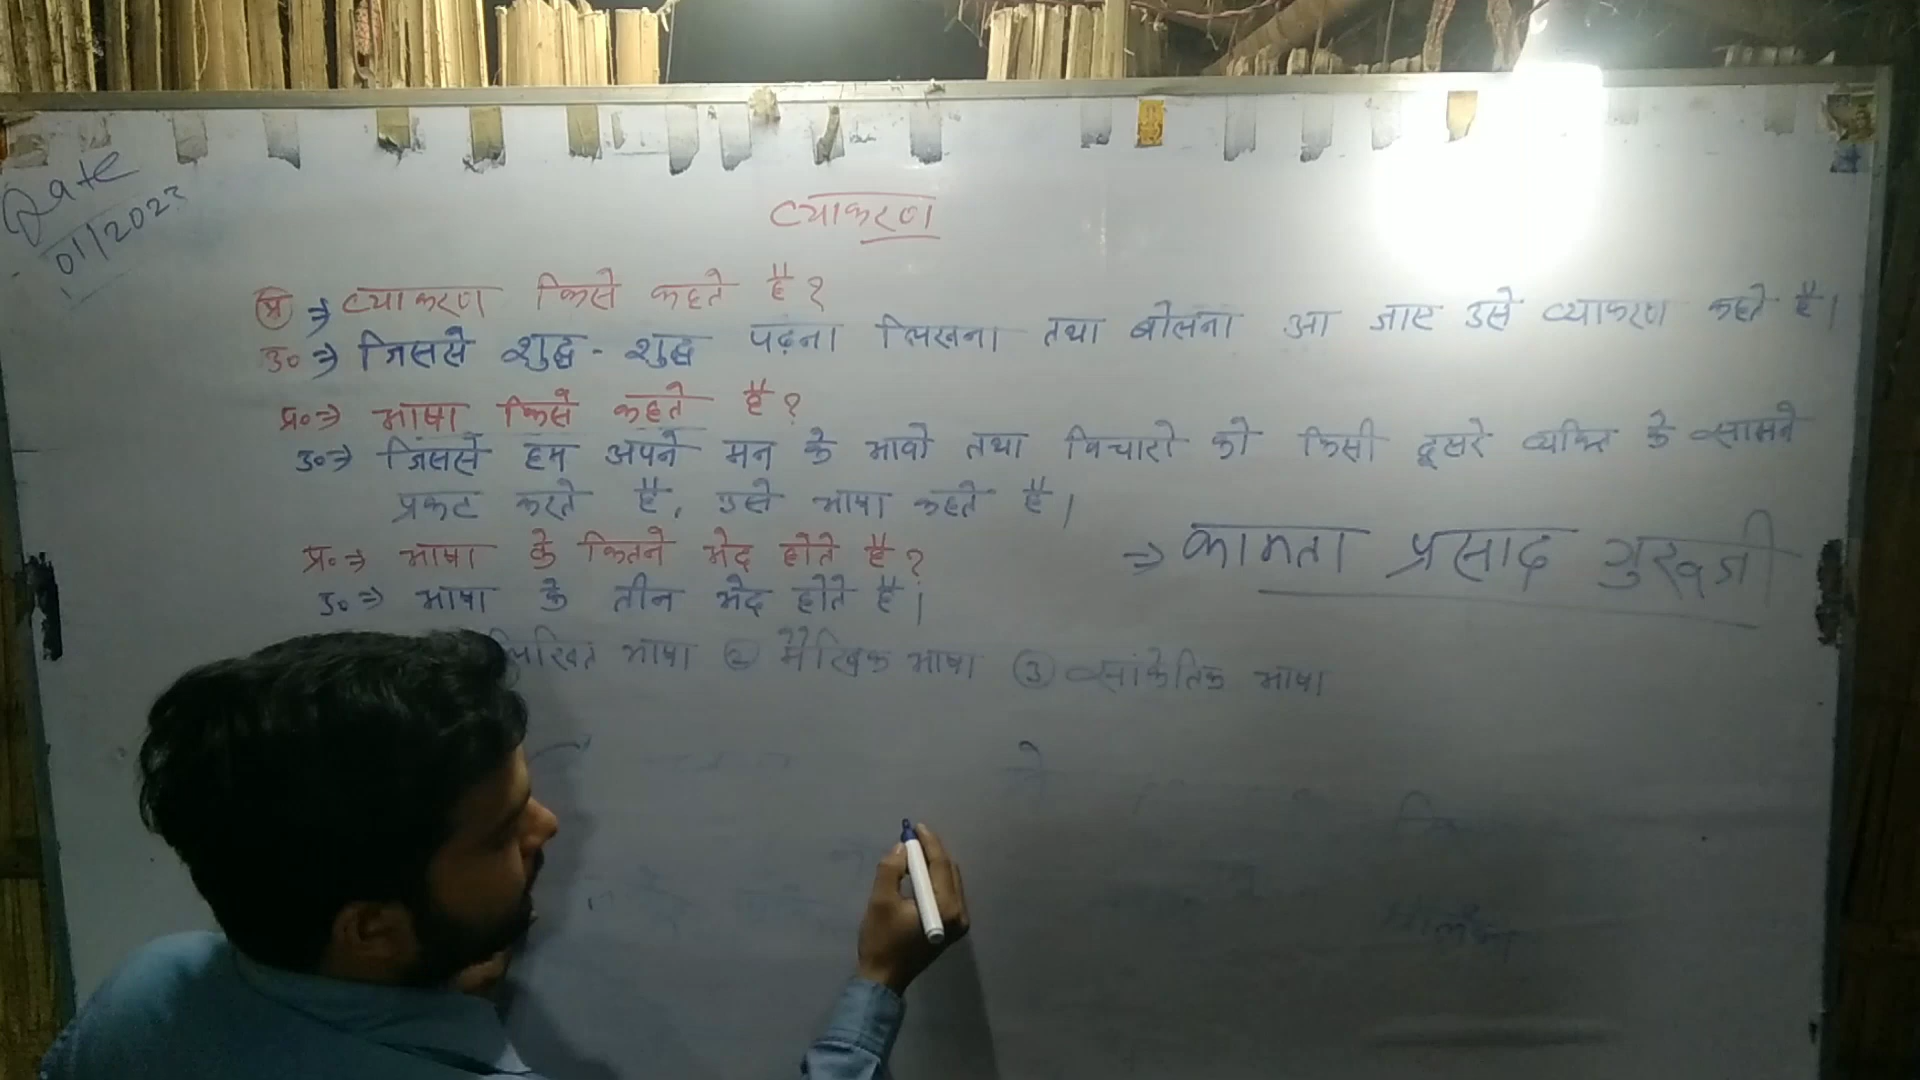 Date
01/2023
व्याकरण
प्र ⇒ व्याकरण किसे कहते है ?
उ० ⇒ जिससे शुद्ध - शुद्ध पढ़ना लिखना तथा बोलना आ जाए उसे व्याकरण कहते है।
प्र० ⇒ भाषा किसे कहते है ?
उ० ⇒ जिससे हम अपने मन के भावो तथा विचारो को किसी दूसरे व्यक्ति के सामने
प्रकट करते है, उसे भाषा कहते है।
प्र० ⇒ भाषा के कितने भेद होते है ?
⇒ कामता प्रसाद गुरू जी
उ० ⇒ भाषा के तीन भेद होते है।
लिखित भाषा ② मौखिक भाषा ③ सांकेतिक भाषा